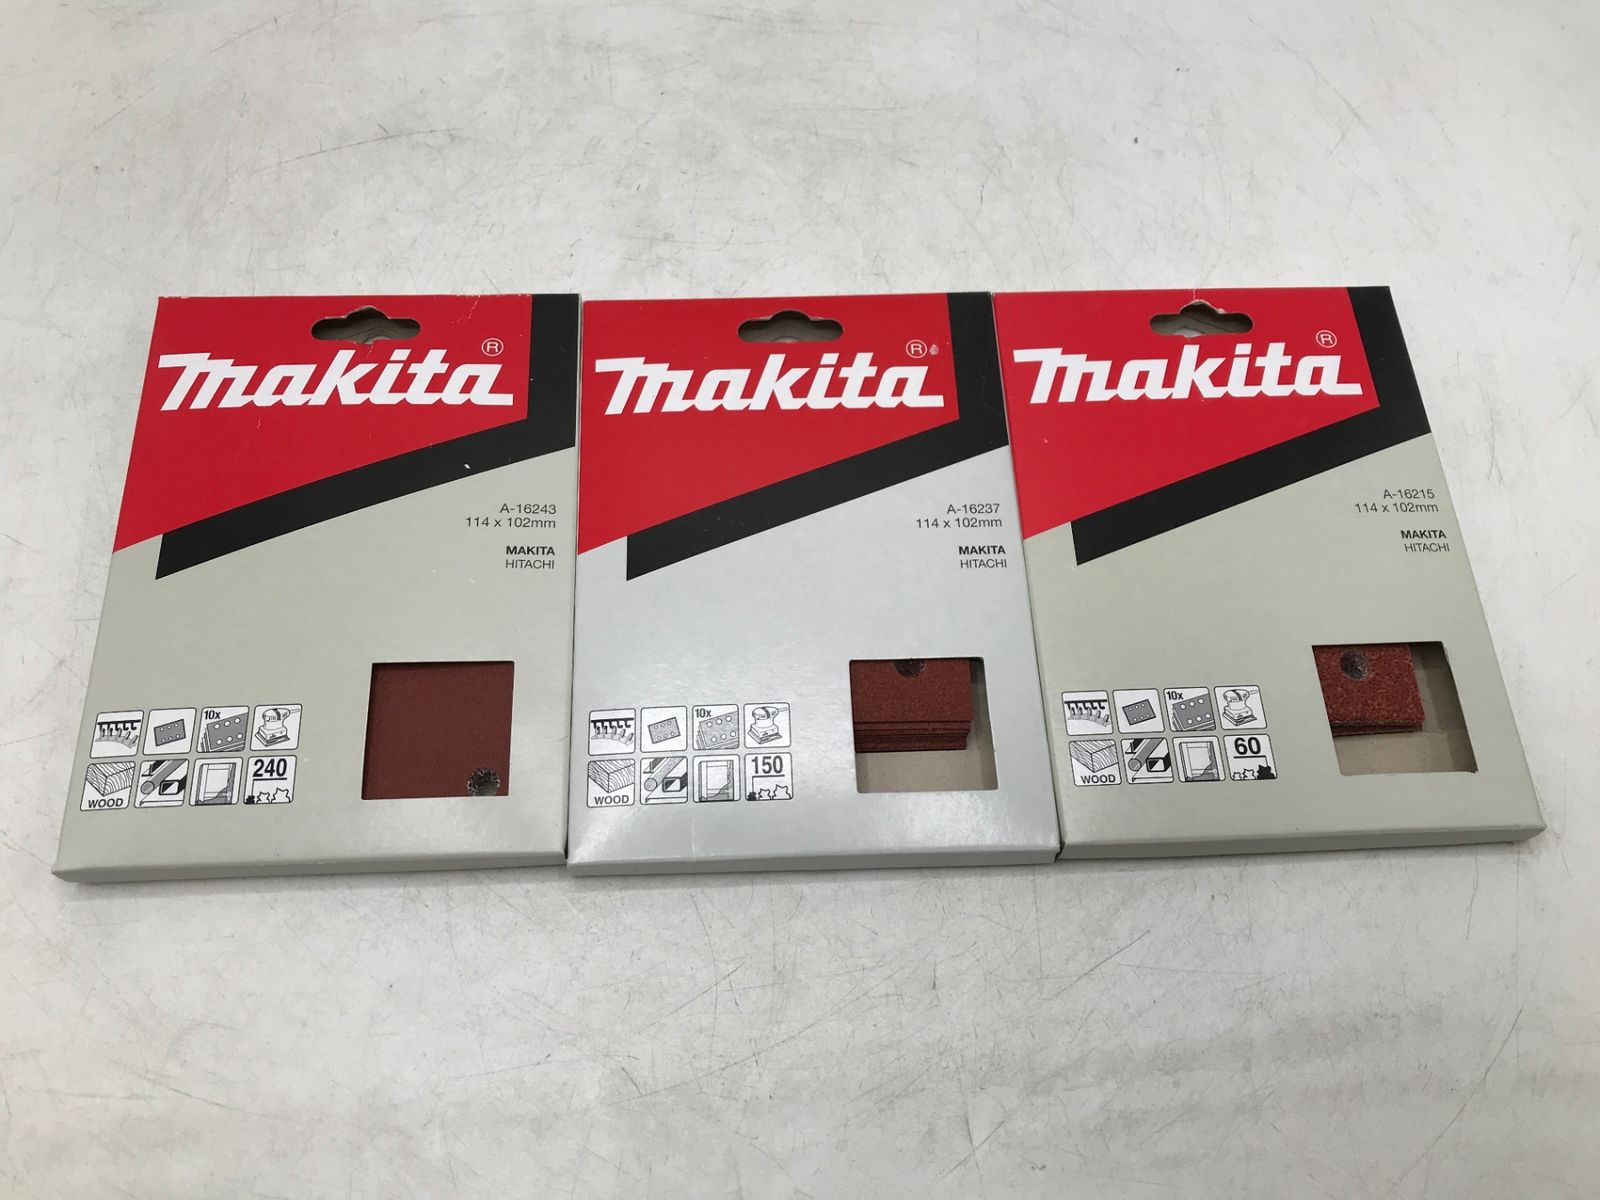 makita®
A-16243
114 x 102mm
MAKITA
HITACHI
10x
WOOD
240
makita®
A-16237
114 x 102mm
MAKITA
HITACHI
10x
WOOD
150
makita®
A-16215
114 x 102mm
MAKITA
HITACHI
10x
WOOD
60